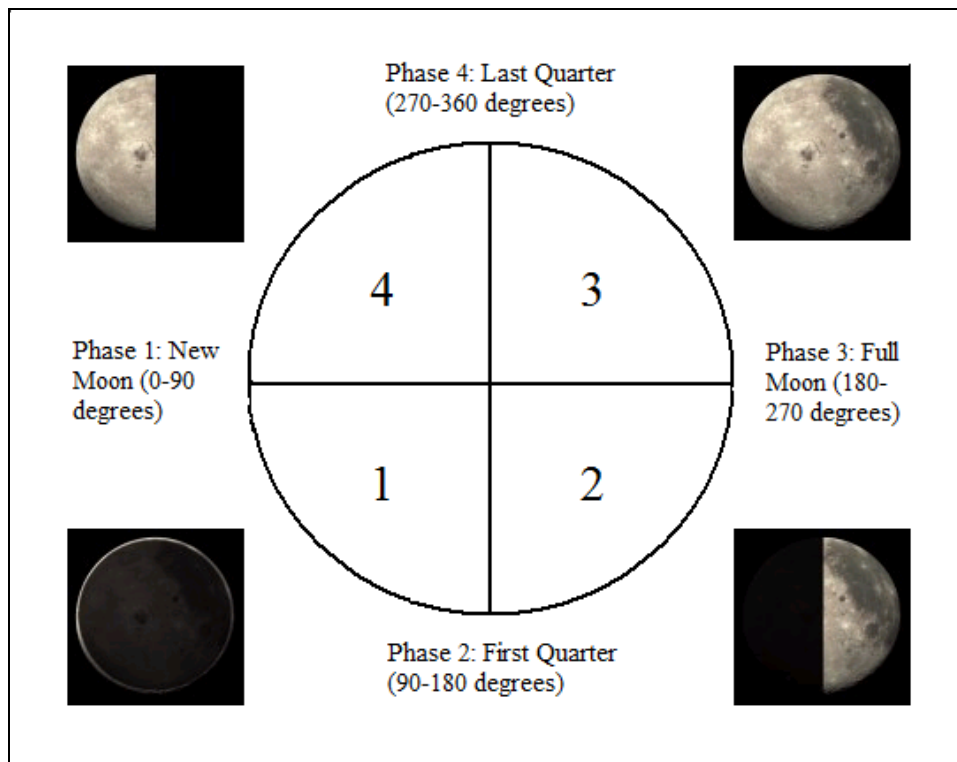 Phase 4: Last Quarter
(270-360 degrees)
4
3
Phase 1: New
Moon (0-90
degrees)
Phase 3: Full
Moon (180-
270 degrees)
1
2
Phase 2: First Quarter
(90-180 degrees)